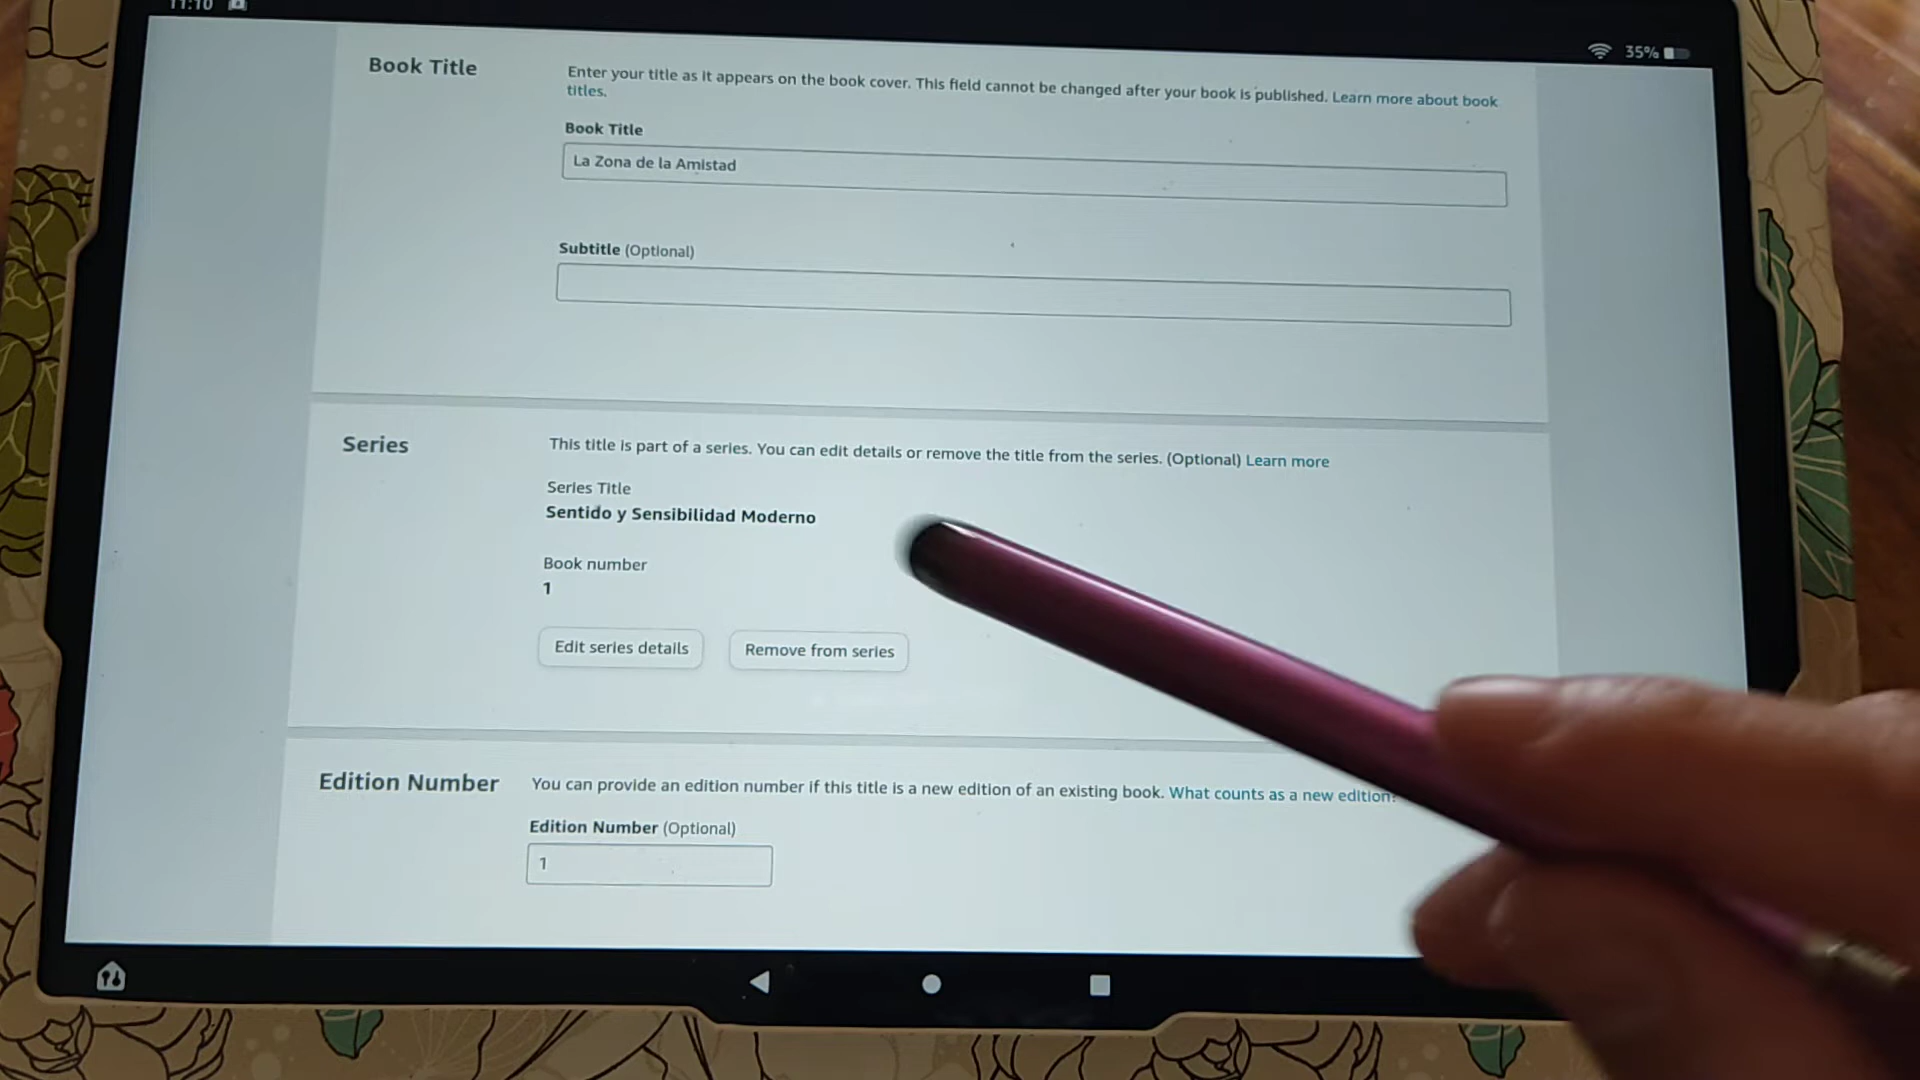 11:10
35%
Book Title
Enter your title as it appears on the book cover. This field cannot be changed after your book is published. Learn more about book
titles.
Book Title
La Zona de la Amistad
Subtitle (Optional)
Series
This title is part of a series. You can edit details or remove the title from the series. (Optional) Learn more
Series Title
Sentido y Sensibilidad Moderno
Book number
1
Edit series details
Remove from series
Edition Number
You can provide an edition number if this title is a new edition of an existing book. What counts as a new edition?
Edition Number (Optional)
1